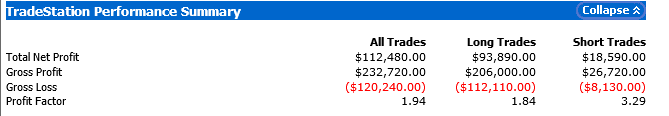 TradeStation Performance Summary Collapse
All Trades Long Trades Short Trades
Total Net Profit $112,480.00 $93,890.00 $18,590.00
Gross Profit $232,720.00 $206,000.00 $26,720.00
Gross Loss ($120,240.00) ($112,110.00) ($8,130.00)
Profit Factor 1.94 1.84 3.29